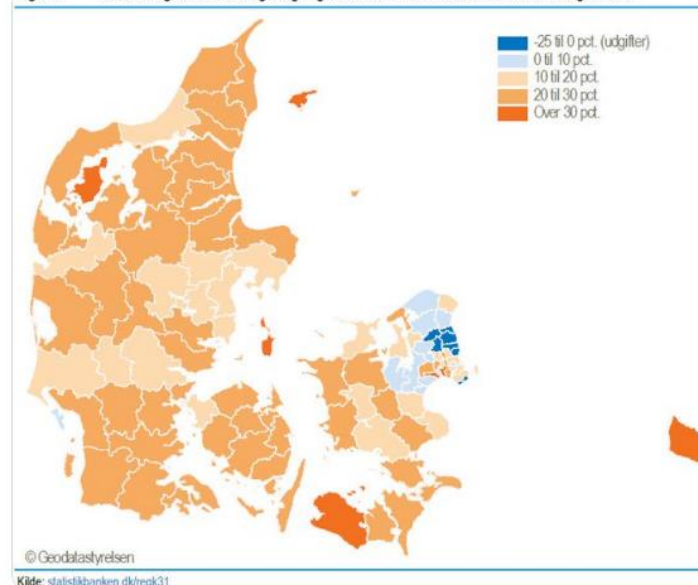 -25 til 0 pct. (udgifter)
0 til 10 pct.
10 til 20 pct.
20 til 30 pct.
Over 30 pct.
© Geodatastyrelsen
Kilde: statistikbanken.dk/regk31